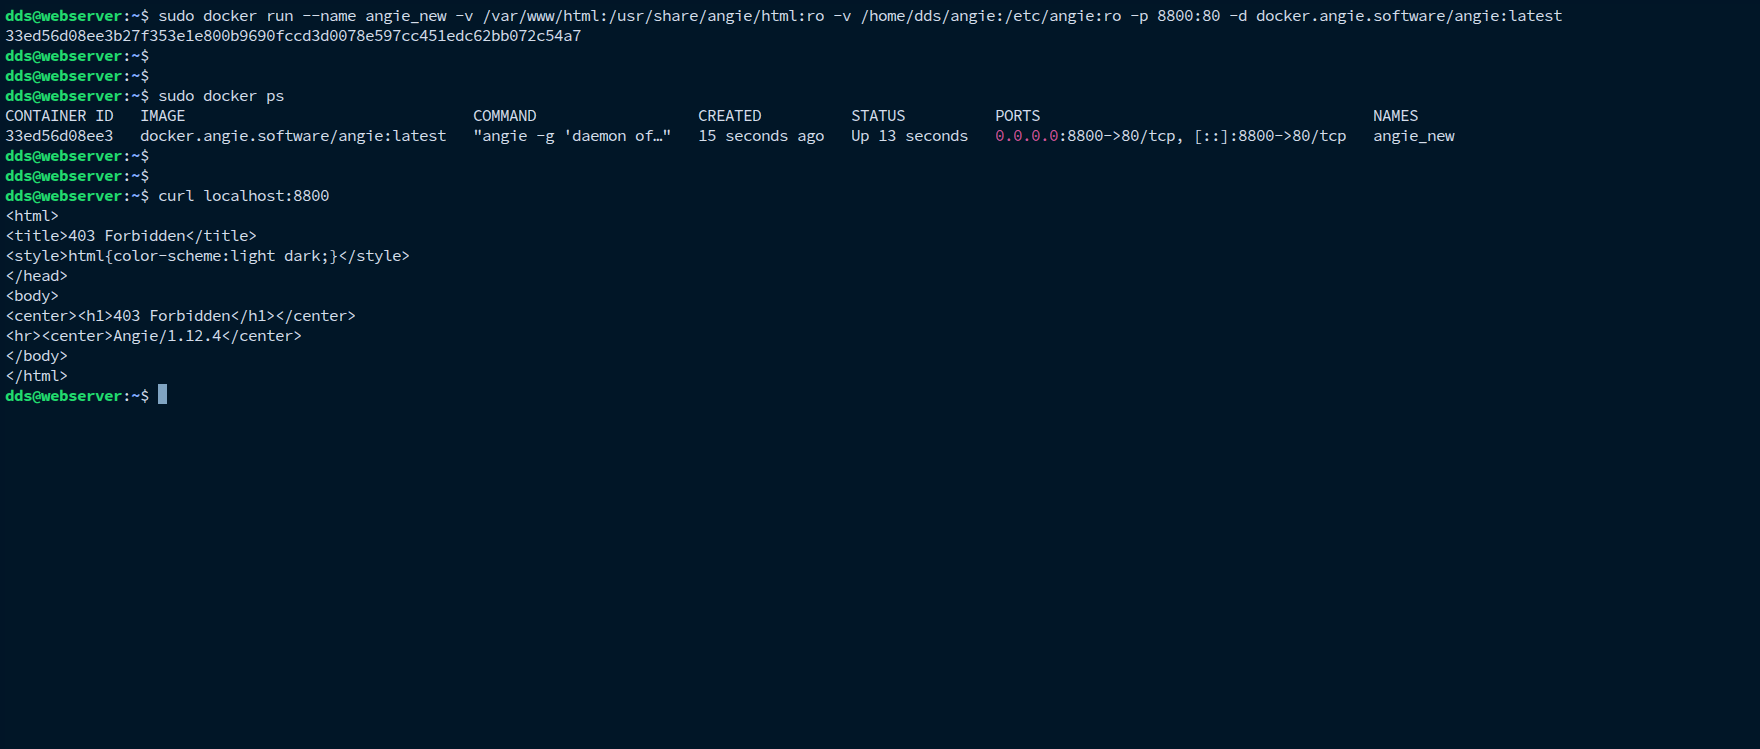 dds@webserver:~$ sudo docker run --name angie_new -v /var/www/html:/usr/share/angie/html:ro -v /home/dds/angie:/etc/angie:ro -p 8800:80 -d docker.angie.software/angie:latest
33ed56d08ee3b27f353e1e800b9690fccd3d0078e597cc451edc62bb072c54a7
dds@webserver:~$
dds@webserver:~$
dds@webserver:~$ sudo docker ps
CONTAINER ID   IMAGE                                COMMAND                  CREATED          STATUS          PORTS                                     NAMES
33ed56d08ee3   docker.angie.software/angie:latest   "angie -g 'daemon of…"   15 seconds ago   Up 13 seconds   0.0.0.0:8800->80/tcp, [::]:8800->80/tcp   angie_new
dds@webserver:~$
dds@webserver:~$
dds@webserver:~$ curl localhost:8800
<html>
<title>403 Forbidden</title>
<style>html{color-scheme:light dark;}</style>
</head>
<body>
<center><h1>403 Forbidden</h1></center>
<hr><center>Angie/1.12.4</center>
</body>
</html>
dds@webserver:~$